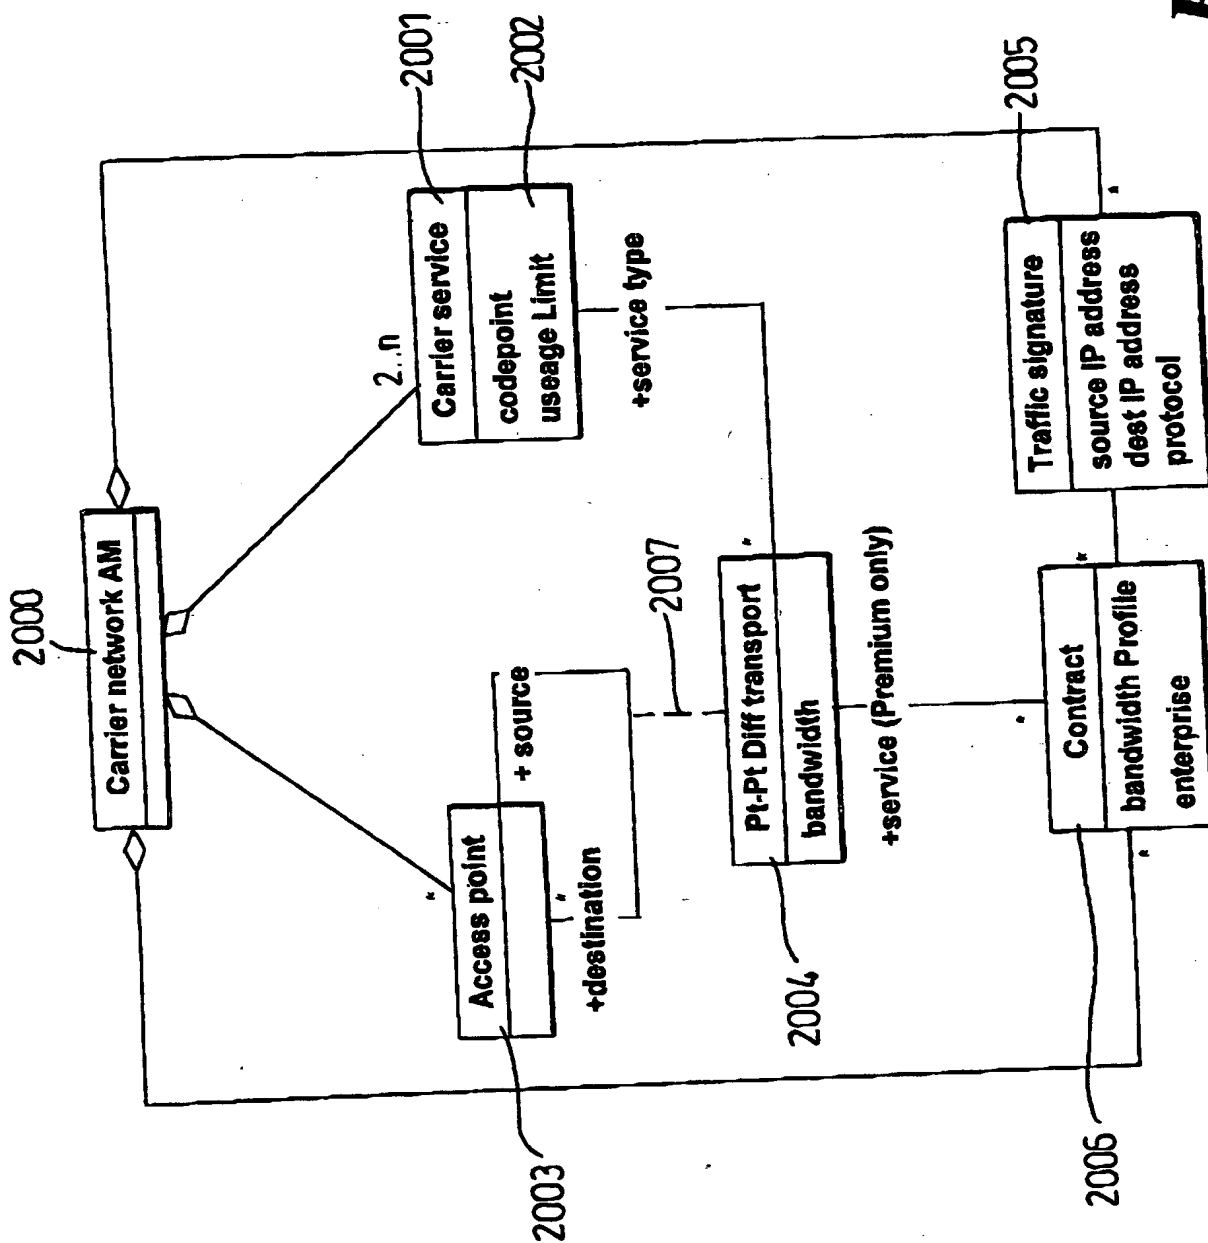 2000
Carrier network AM
2..n
2001
Carrier service
2002
codepoint
useage Limit
+service type
*
Access point
2003
+ source
*
+destination
2007
*
Pt-Pt Diff transport
bandwidth
2004
+service (Premium only)
2005
*
Traffic signature
source IP address
dest IP address
protocol
*
*
Contract
bandwidth Profile
enterprise
*
2006